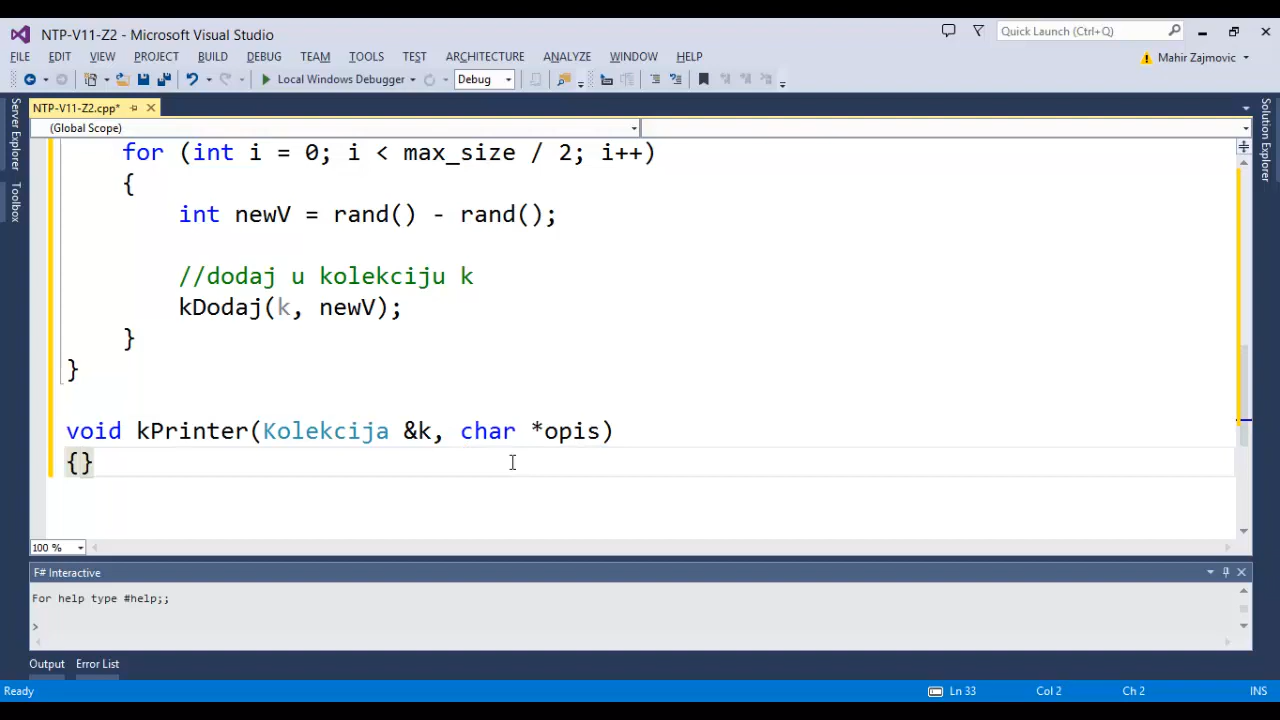 NTP-V11-Z2 - Microsoft Visual Studio
Quick Launch (Ctrl+Q)
FILE EDIT VIEW PROJECT BUILD DEBUG TEAM TOOLS TEST ARCHITECTURE ANALYZE WINDOW HELP
Mahir Zajmovic
Local Windows Debugger
Debug
Server Explorer
Toolbox
Solution Explorer
NTP-V11-Z2.cpp*
(Global Scope)
for (int i = 0; i < max_size / 2; i++)
{
int newV = rand() - rand();
//dodaj u kolekciju k
kDodaj(k, newV);
}
}
void kPrinter(Kolekcija &k, char *opis)
{}
100 %
F# Interactive
For help type #help;;
>
Output Error List
Ready
Ln 33 Col 2 Ch 2 INS